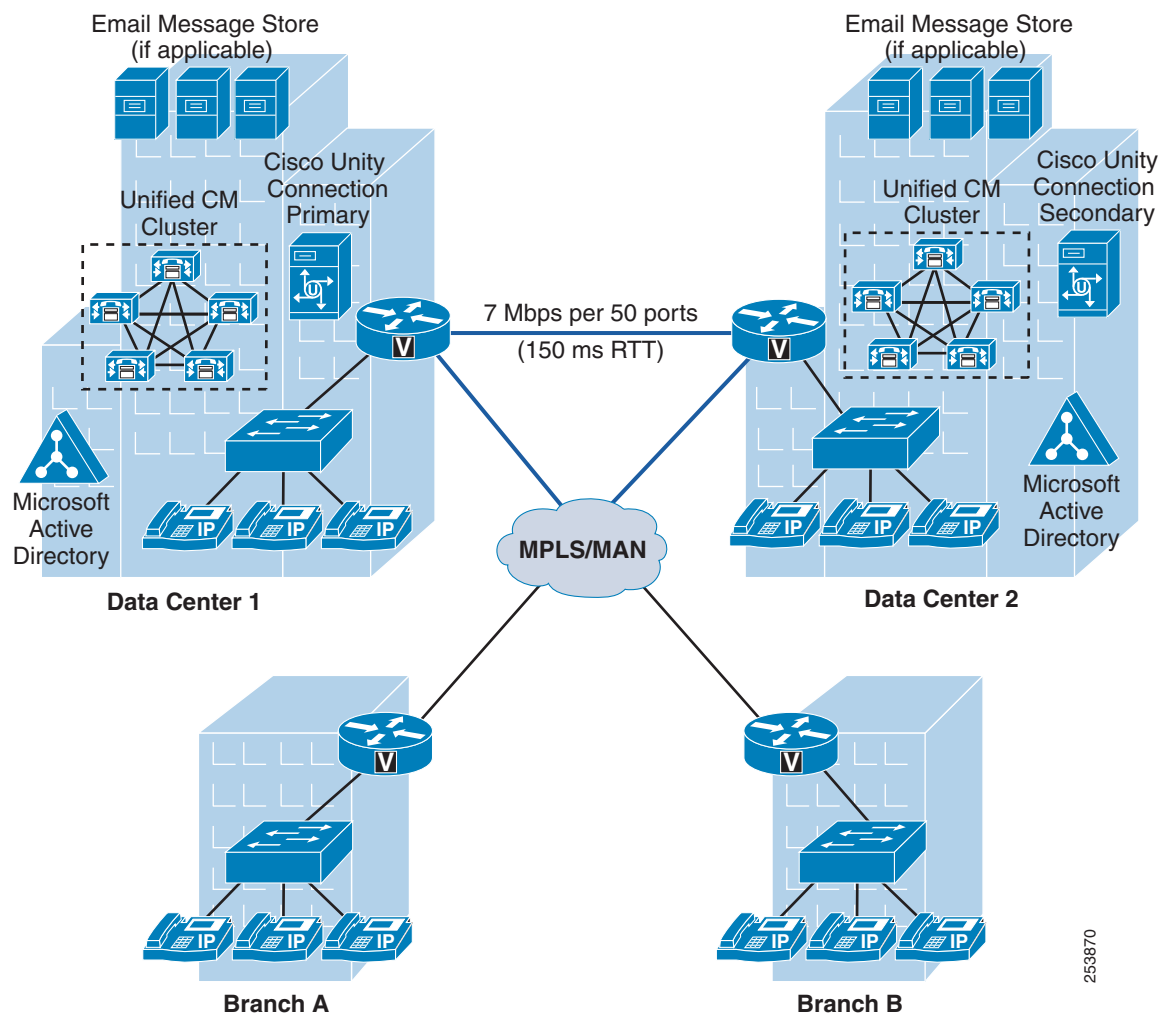 Email Message Store
(if applicable)
Cisco Unity
Connection
Primary
Unified CM
Cluster
V
Microsoft
Active
Directory
IP
IP
IP
Data Center 1
7 Mbps per 50 ports
(150 ms RTT)
Email Message Store
(if applicable)
Cisco Unity
Connection
Secondary
Unified CM
Cluster
V
Microsoft
Active
Directory
IP
IP
IP
Data Center 2
U
U
MPLS/MAN
V
IP
IP
IP
Branch A
V
IP
IP
IP
Branch B
253870